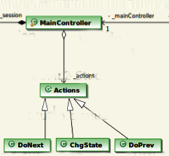 _session
_mainController
MainController
1
_actions
Actions
DoNext
ChgState
DoPrev